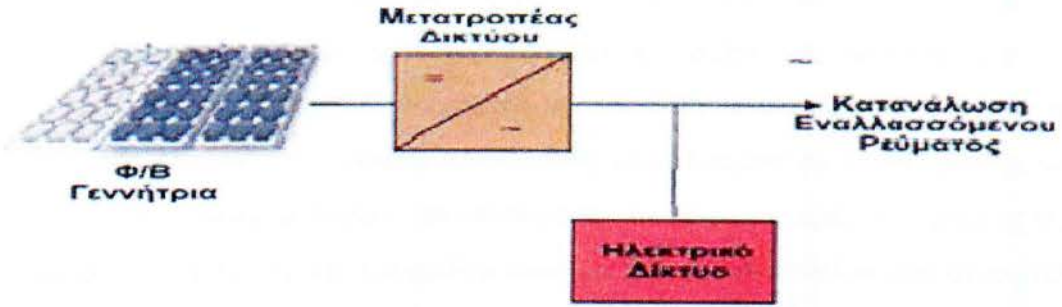 Μετατροπέας
Δικτύου
=
~
~
Φ/Β
Γεννήτρια
Κατανάλωση
Εναλλασσόμενου
Ρεύματος
Ηλεκτρικό
Δίκτυο